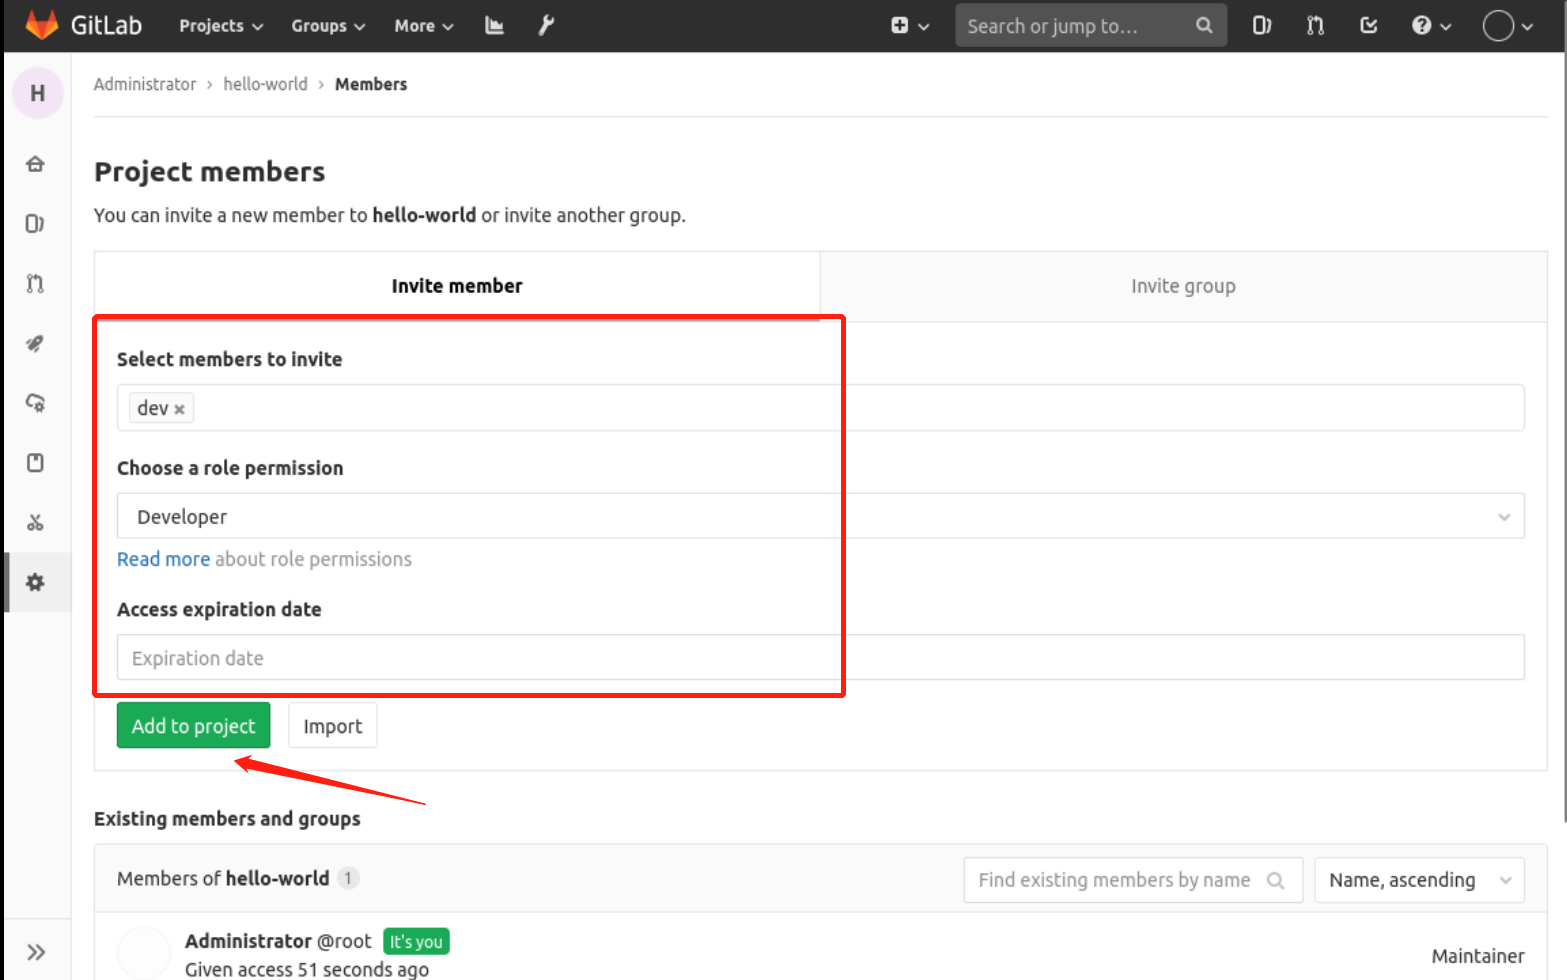 GitLab Projects Groups More Search or jump to...
H
Administrator › hello-world › Members
Project members
You can invite a new member to hello-world or invite another group.
Invite member Invite group
Select members to invite
dev ×
Choose a role permission
Developer
Read more about role permissions
Access expiration date
Expiration date
Add to project Import
Existing members and groups
Members of hello-world 1 Find existing members by name Name, ascending
Administrator @root It's you
Given access 51 seconds ago
Maintainer